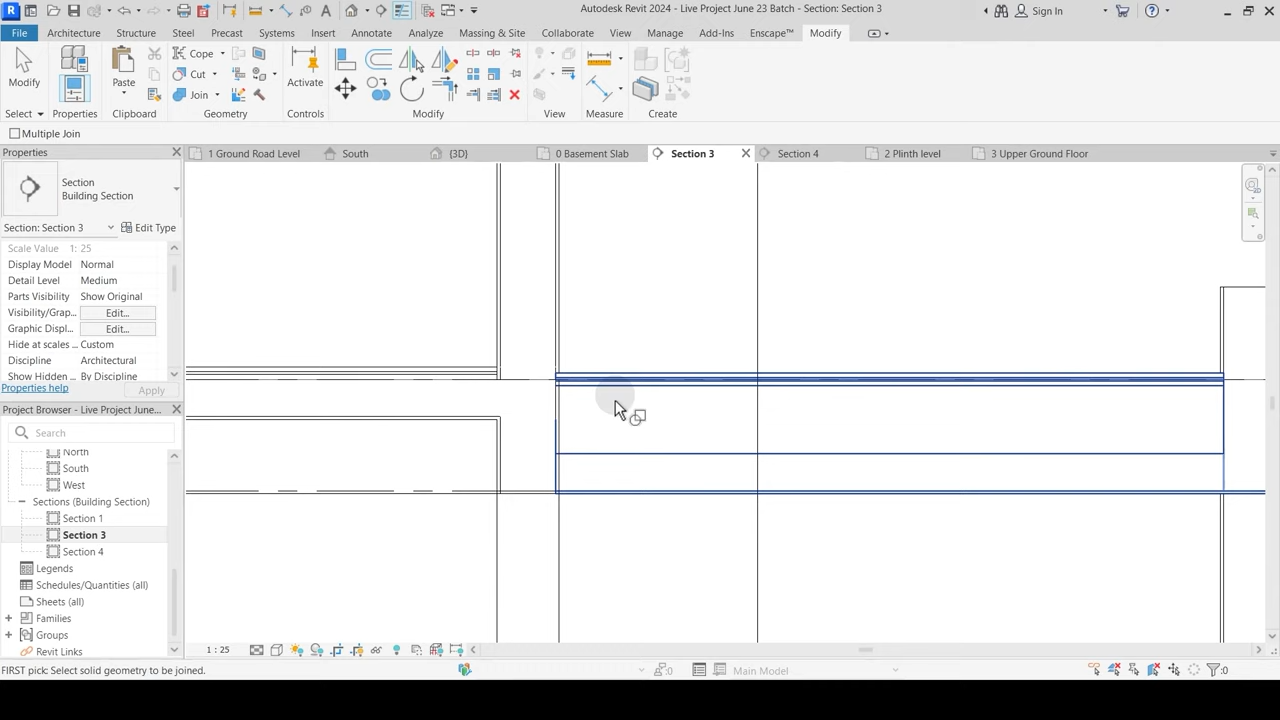 Autodesk Revit 2024 - Live Project June 23 Batch - Section: Section 3
Sign In
File Architecture Structure Steel Precast Systems Insert Annotate Analyze Massing & Site Collaborate View Manage Add-Ins Enscape™ Modify
Modify Paste Cope Cut Join Activate
Select Properties Clipboard Geometry Controls Modify View Measure Create
Multiple Join
Properties
1 Ground Road Level South {3D} 0 Basement Slab Section 3 Section 4 2 Plinth level 3 Upper Ground Floor
Section
Building Section
Section: Section 3 Edit Type
Scale Value 1: 25
Display Model Normal
Detail Level Medium
Parts Visibility Show Original
Visibility/Grap... Edit...
Graphic Displ... Edit...
Hide at scales ... Custom
Discipline Architectural
Show Hidden By Discipline
Properties help Apply
Project Browser - Live Project June...
Search
North
South
West
Sections (Building Section)
Section 1
Section 3
Section 4
Legends
Schedules/Quantities (all)
Sheets (all)
Families
Groups
Revit Links
1 : 25
FIRST pick: Select solid geometry to be joined.
:0
Main Model
:0